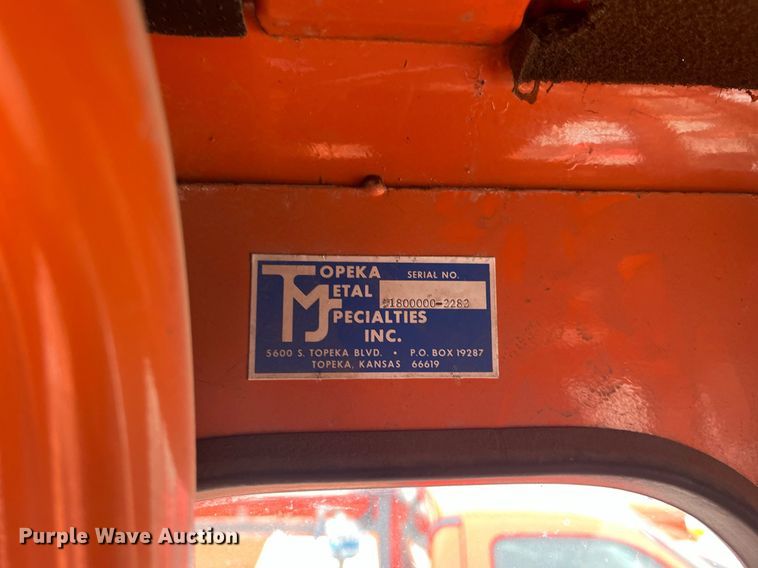 TOPEKA
METAL
SPECIALTIES
INC.
SERIAL NO.
5600 S. TOPEKA BLVD. • P.O. BOX 19287
TOPEKA, KANSAS 66619
Purple Wave Auction